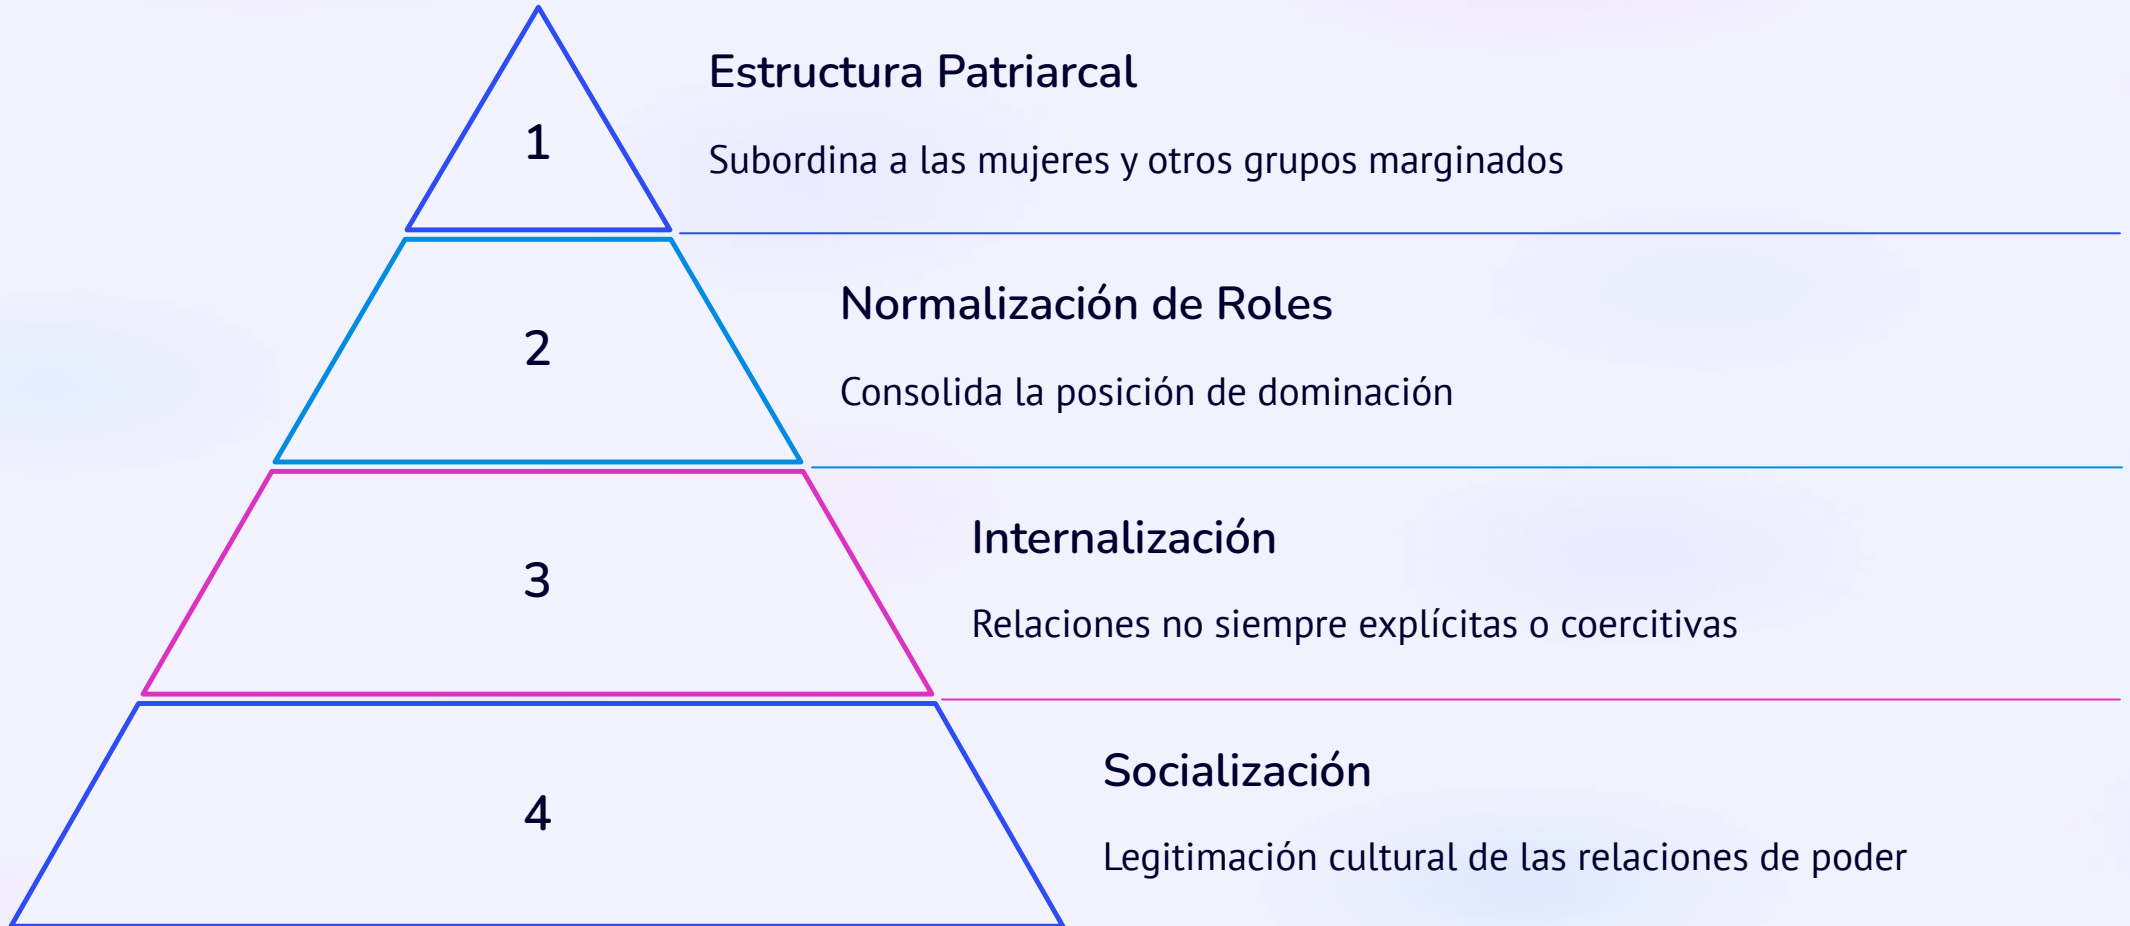 1
Estructura Patriarcal
Subordina a las mujeres y otros grupos marginados
2
Normalización de Roles
Consolida la posición de dominación
3
Internalización
Relaciones no siempre explícitas o coercitivas
4
Socialización
Legitimación cultural de las relaciones de poder